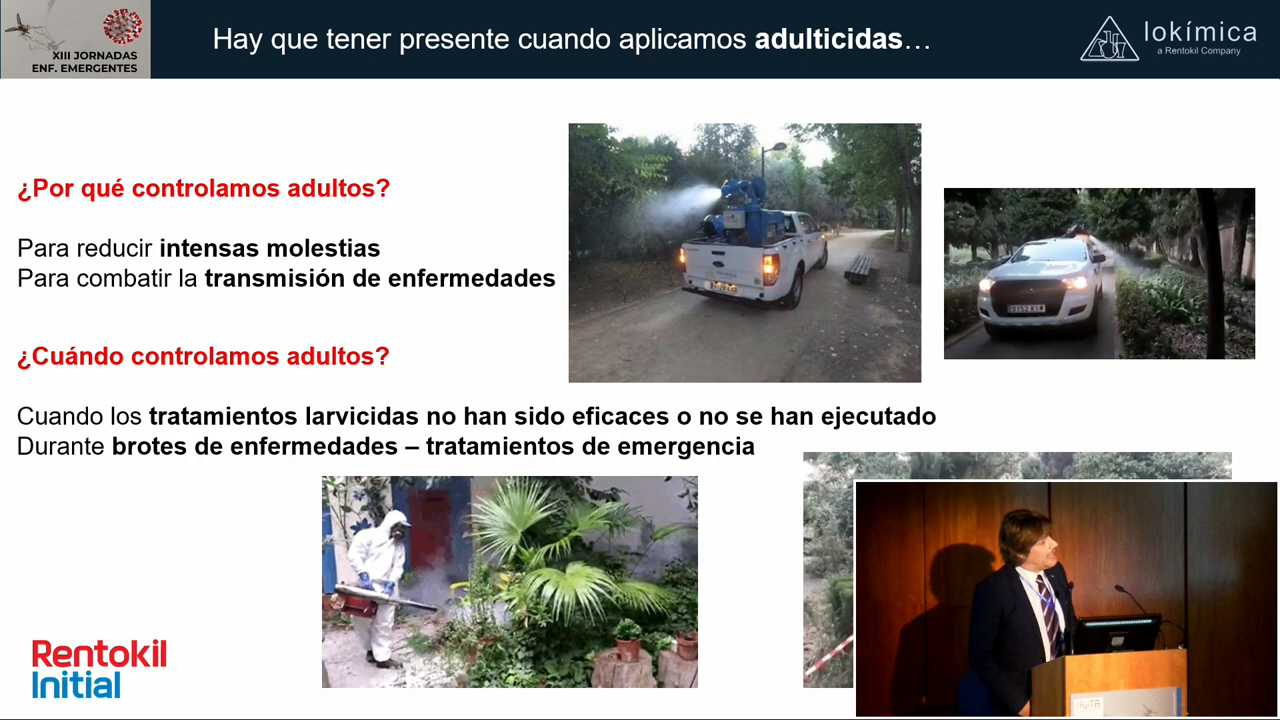 XIII JORNADAS
ENF. EMERGENTES
Hay que tener presente cuando aplicamos adulticidas…
lokímica
a Rentokil Company
¿Por qué controlamos adultos?
Para reducir intensas molestias
Para combatir la transmisión de enfermedades
¿Cuándo controlamos adultos?
Cuando los tratamientos larvicidas no han sido eficaces o no se han ejecutado
Durante brotes de enfermedades – tratamientos de emergencia
Rentokil
Initial